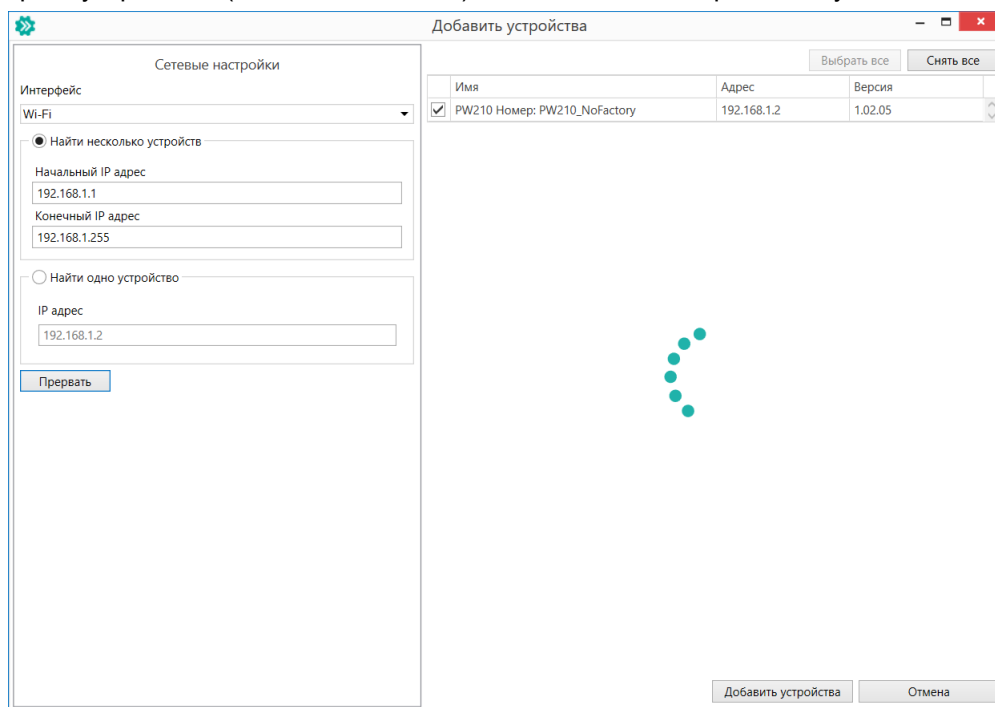 Добавить устройства
Сетевые настройки
Интерфейс
Wi-Fi
Найти несколько устройств
Начальный IP адрес
192.168.1.1
Конечный IP адрес
192.168.1.255
Найти одно устройство
IP адрес
192.168.1.2
Прервать
Выбрать все Снять все
Имя Адрес Версия
PW210 Номер: PW210_NoFactory 192.168.1.2 1.02.05
Добавить устройства Отмена